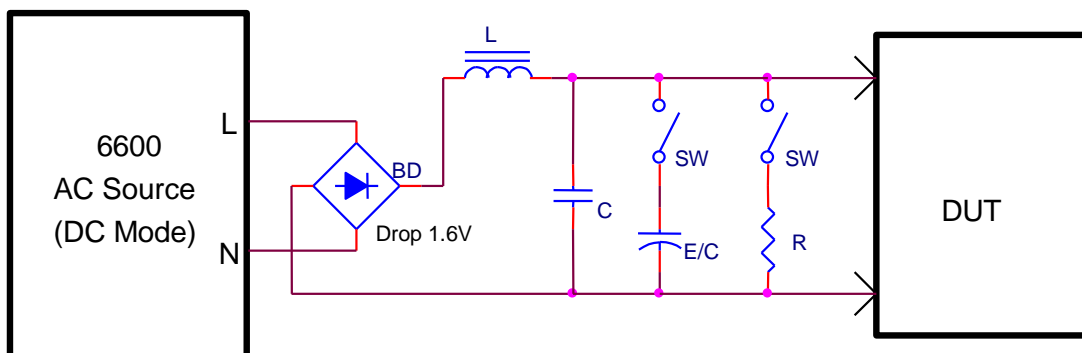 L
6600
AC Source
(DC Mode)
L
N
BD
Drop 1.6V
C
SW
E/C
SW
R
DUT